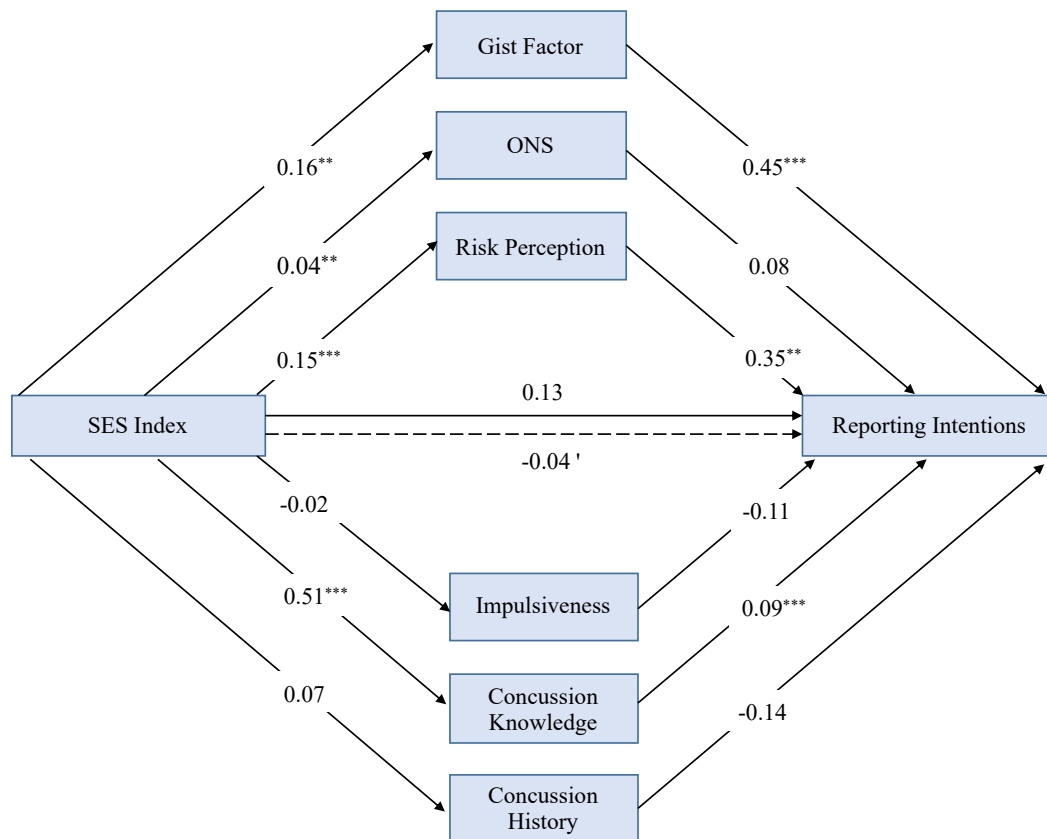 Gist Factor
ONS
0.16**
0.45***
Risk Perception
0.04**
0.08
0.15***
0.35**
0.13
SES Index
Reporting Intentions
-0.04 '
-0.02
-0.11
Impulsiveness
0.51***
0.09***
Concussion
Knowledge
0.07
-0.14
Concussion
History